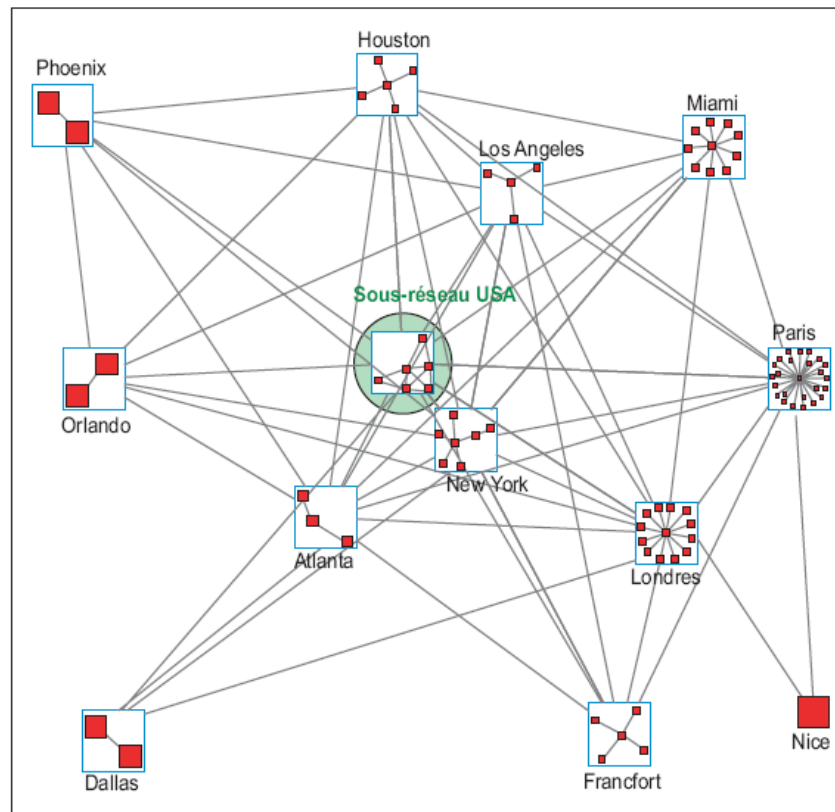 Houston
Phoenix
Miami
Los Angeles
Sous-réseau USA
Paris
Orlando
New York
Atlanta
Londres
Nice
Dallas
Francfort